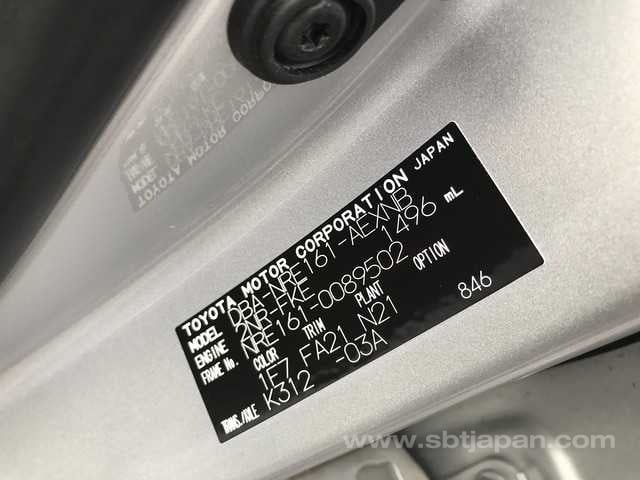 TOYOTA MOTOR CORPORATION JAPAN
MODEL DBA-NRE161-AEXNB
ENGINE 2NR-FKE 1496 mL
FRAME No. NRE161-0089502
COLOR TRIM PLANT OPTION
1F7 FA21 N21
TRANS./AXLE K312 -03A 846
www.sbtjapan.com